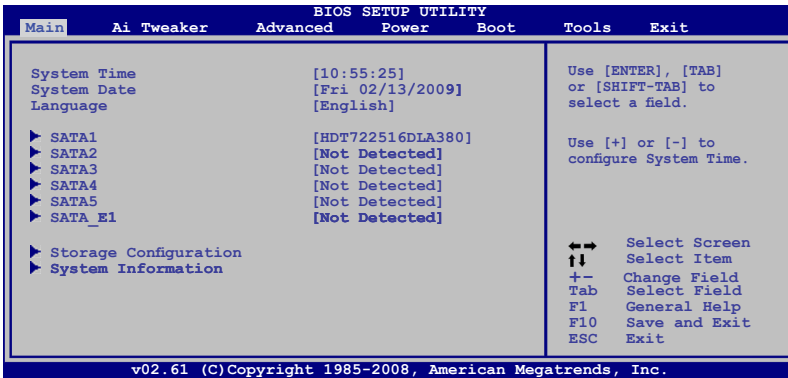 BIOS SETUP UTILITY
Main Ai Tweaker Advanced Power Boot Tools Exit
System Time [10:55:25]
System Date [Fri 02/13/2009]
Language [English]
SATA1 [HDT722516DLA380]
SATA2 [Not Detected]
SATA3 [Not Detected]
SATA4 [Not Detected]
SATA5 [Not Detected]
SATA_E1 [Not Detected]
Storage Configuration
System Information
Use [ENTER], [TAB]
or [SHIFT-TAB] to
select a field.
Use [+] or [-] to
configure System Time.
←→ Select Screen
↑↓ Select Item
+- Change Field
Tab Select Field
F1 General Help
F10 Save and Exit
ESC Exit
v02.61 (C)Copyright 1985-2008, American Megatrends, Inc.